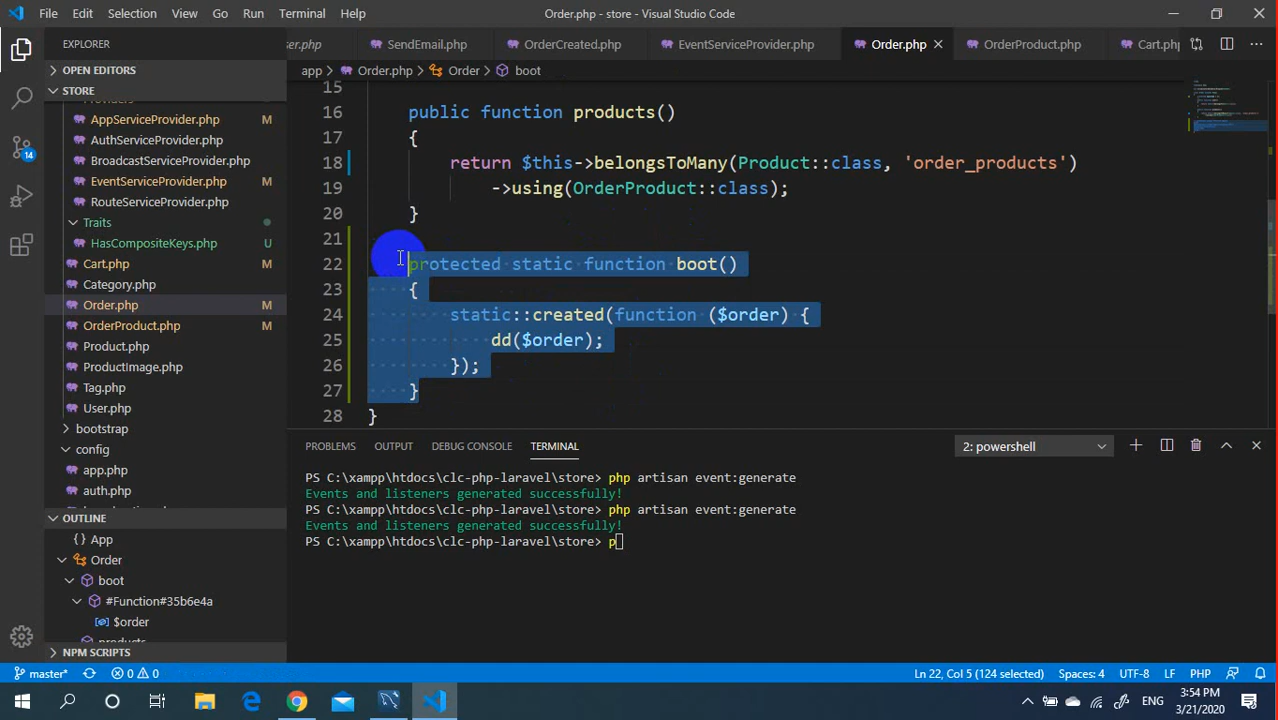 File Edit Selection View Go Run Terminal Help Order.php - store - Visual Studio Code
EXPLORER
ser.php SendEmail.php OrderCreated.php EventServiceProvider.php Order.php OrderProduct.php Cart.php
OPEN EDITORS
app > Order.php > Order > boot
STORE
AppServiceProvider.php M
AuthServiceProvider.php
BroadcastServiceProvider.php
EventServiceProvider.php M
RouteServiceProvider.php
Traits
HasCompositeKeys.php U
Cart.php M
Category.php
Order.php M
OrderProduct.php M
Product.php
ProductImage.php
Tag.php
User.php
bootstrap
config
app.php
auth.php
15
16 public function products()
17 {
18 return $this->belongsToMany(Product::class, 'order_products')
19 ->using(OrderProduct::class);
20 }
21
22 protected static function boot()
23 {
24 static::created(function ($order) {
25 dd($order);
26 });
27 }
28 }
OUTLINE
{} App
Order
boot
#Function#35b6e4a
$order
products
NPM SCRIPTS
PROBLEMS OUTPUT DEBUG CONSOLE TERMINAL 2: powershell
PS C:\xampp\htdocs\clc-php-laravel\store> php artisan event:generate
Events and listeners generated successfully!
PS C:\xampp\htdocs\clc-php-laravel\store> php artisan event:generate
Events and listeners generated successfully!
PS C:\xampp\htdocs\clc-php-laravel\store> p
14
master* 0 0 Ln 22, Col 5 (124 selected) Spaces: 4 UTF-8 LF PHP
ENG 3:54 PM
3/21/2020